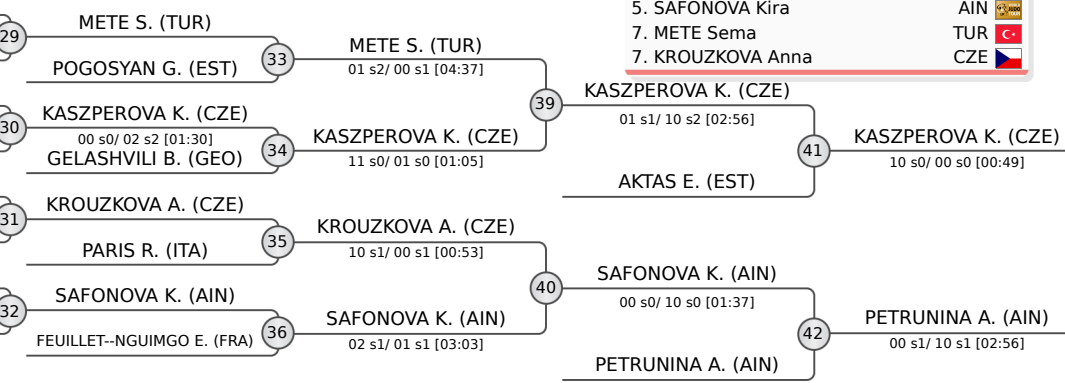 5. SAFONOVA Kira AIN
7. METE Sema TUR
7. KROUZKOVA Anna CZE
29
METE S. (TUR)
POGOSYAN G. (EST)
33
METE S. (TUR)
01 s2/ 00 s1 [04:37]
30
KASZPEROVA K. (CZE)
00 s0/ 02 s2 [01:30]
GELASHVILI B. (GEO)
34
KASZPEROVA K. (CZE)
11 s0/ 01 s0 [01:05]
39
KASZPEROVA K. (CZE)
01 s1/ 10 s2 [02:56]
AKTAS E. (EST)
41
KASZPEROVA K. (CZE)
10 s0/ 00 s0 [00:49]
31
KROUZKOVA A. (CZE)
PARIS R. (ITA)
35
KROUZKOVA A. (CZE)
10 s1/ 00 s1 [00:53]
32
SAFONOVA K. (AIN)
FEUILLET--NGUIMGO E. (FRA)
36
SAFONOVA K. (AIN)
02 s1/ 01 s1 [03:03]
40
SAFONOVA K. (AIN)
00 s0/ 10 s0 [01:37]
PETRUNINA A. (AIN)
42
PETRUNINA A. (AIN)
00 s1/ 10 s1 [02:56]